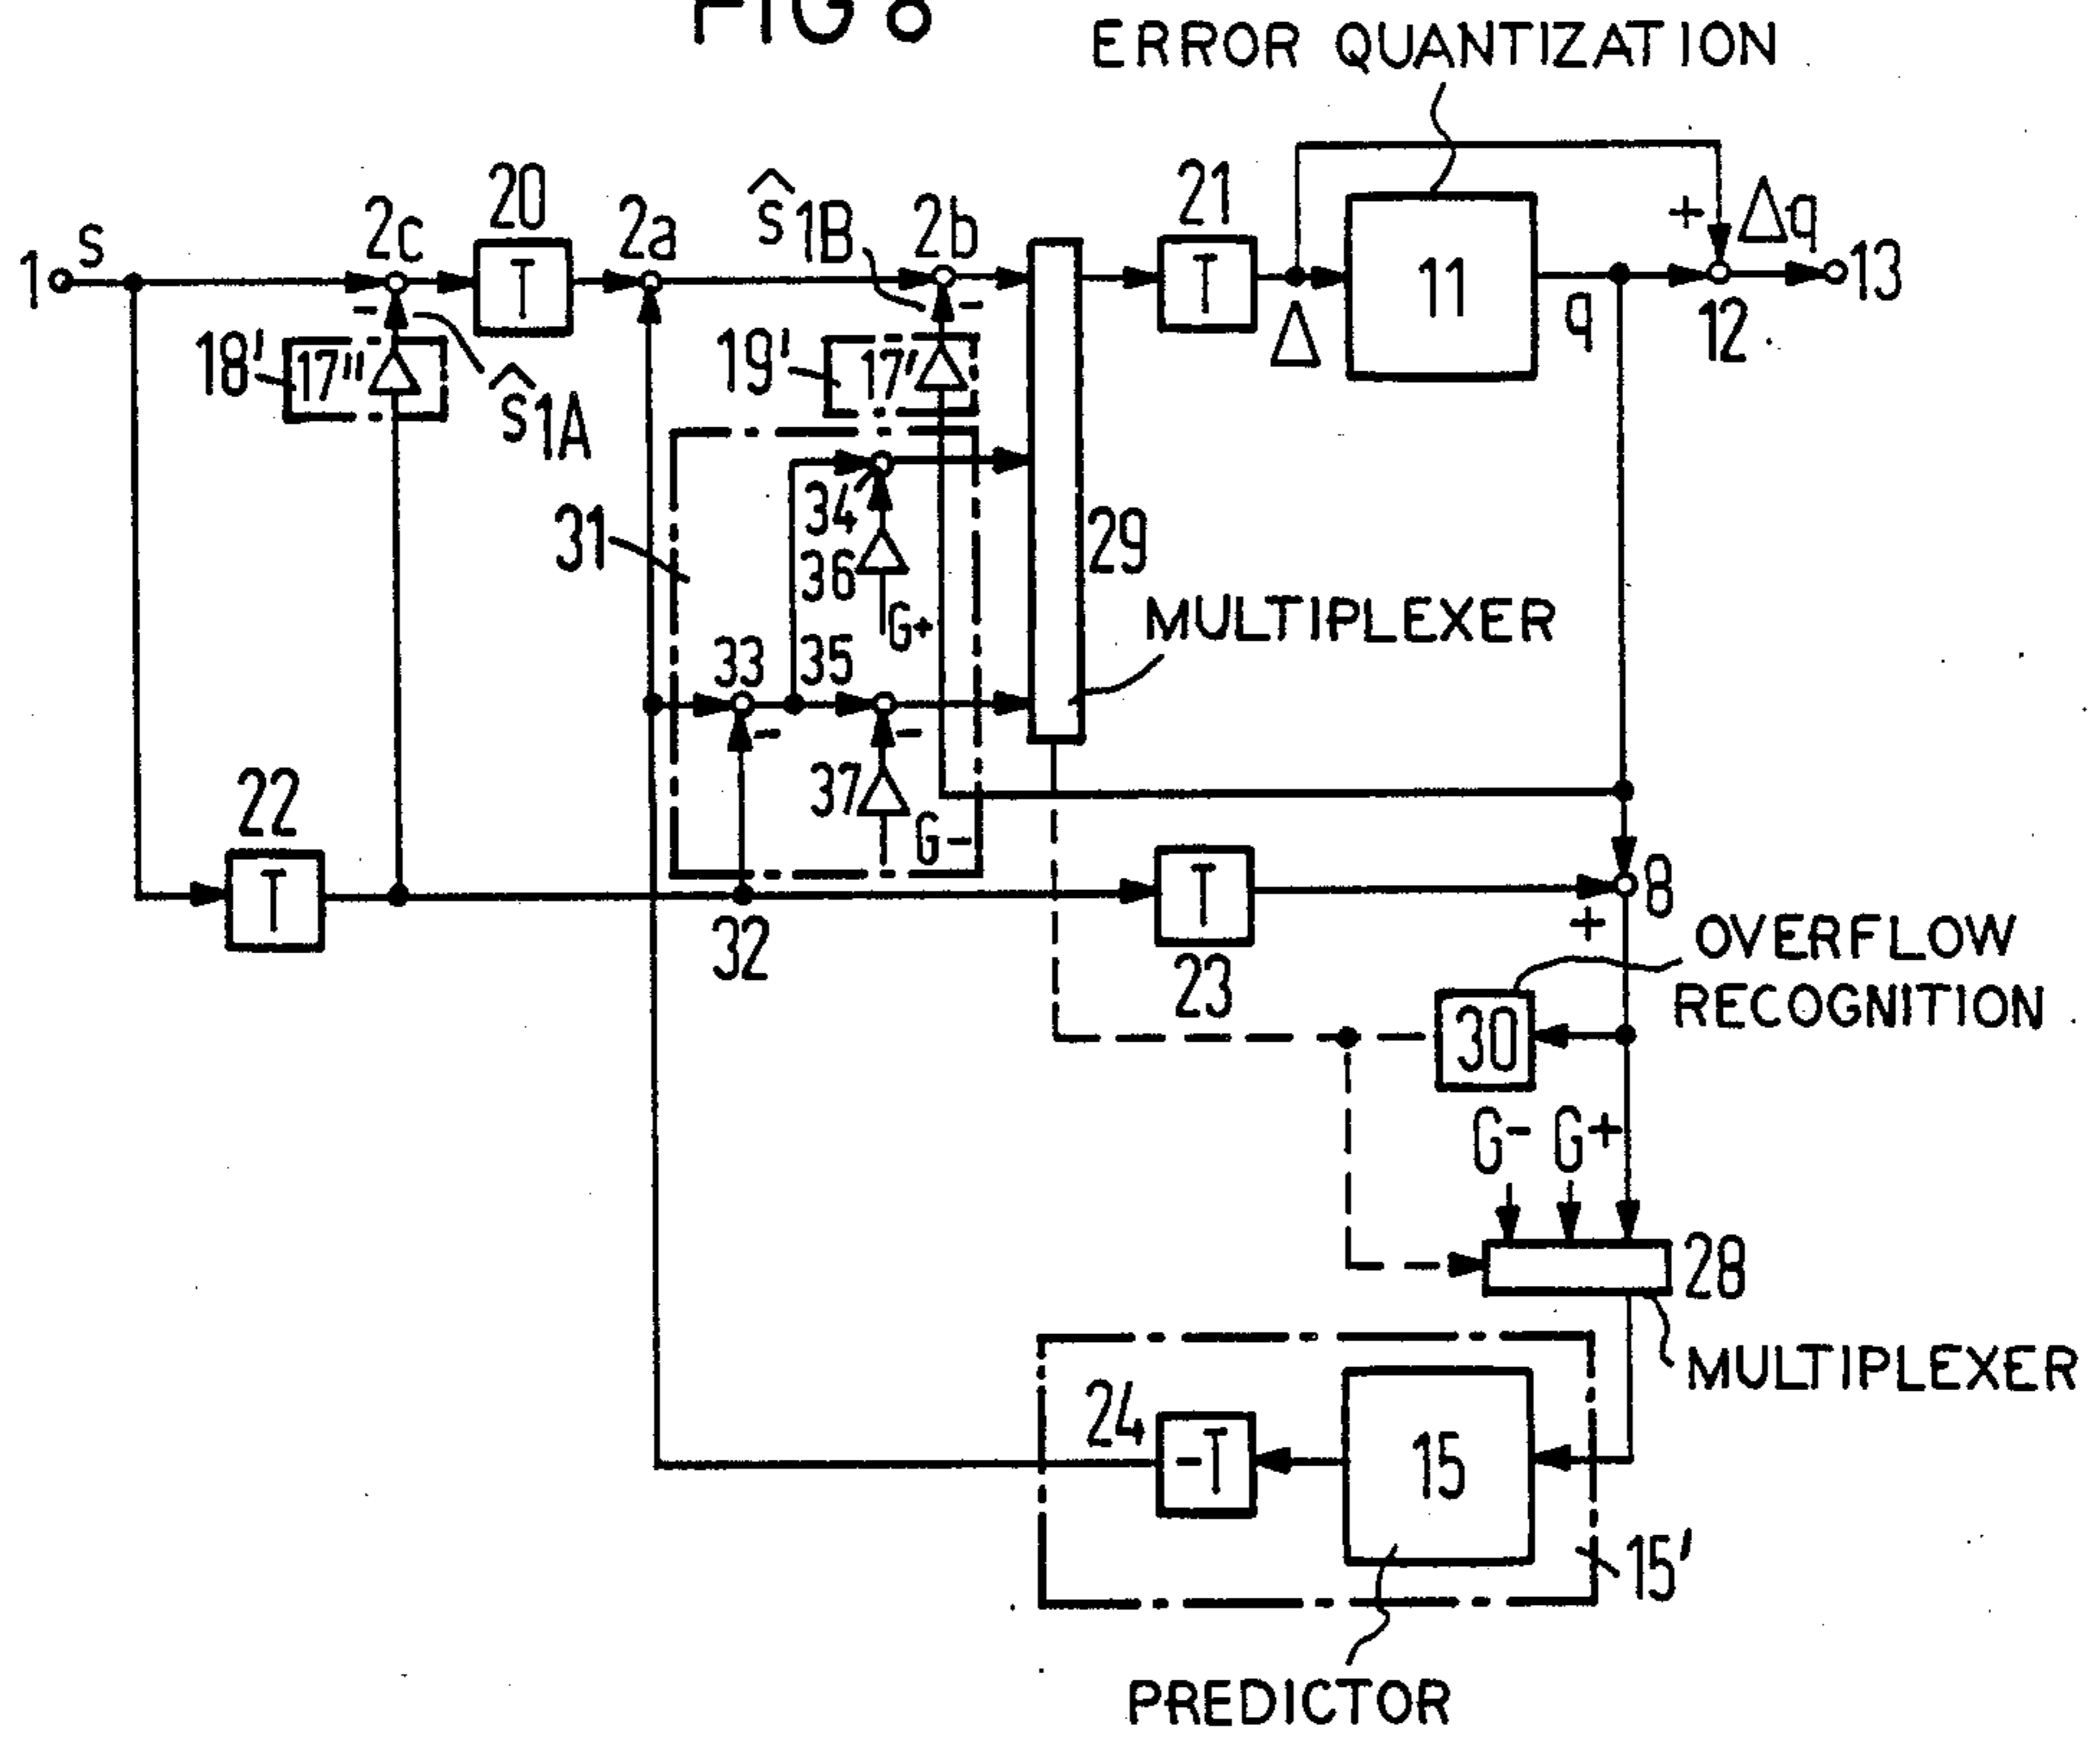 FIG 8
ERROR QUANTIZATION
1 s 2c 20 T 2a ŝ1B 2b 21 T Δ 11 q + Δq 12 13
18' 17" - ŝ1A 19' 17' -
31 34 36 G+ 29
MULTIPLEXER
33 35 - - 37 G-
22 T 32 T 23 + 8
OVERFLOW
RECOGNITION
30
G- G+
28
MULTIPLEXER
24 -T 15 15'
PREDICTOR